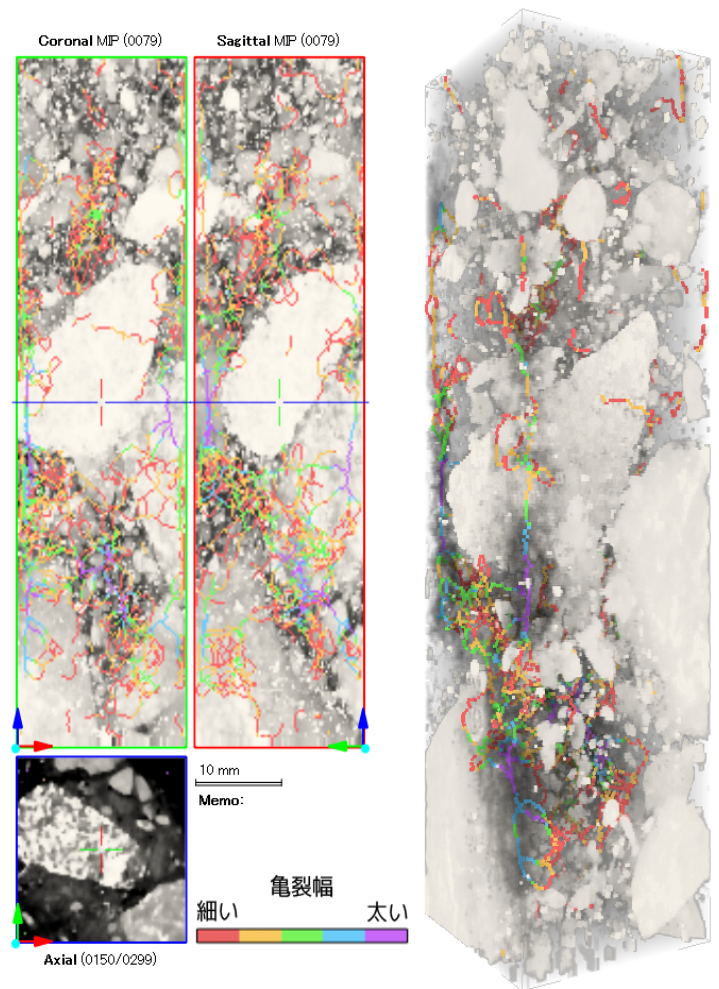 Coronal MIP (0079)
Sagittal MIP (0079)
10 mm
Memo:
亀裂幅
細い 太い
Axial (0150/0299)